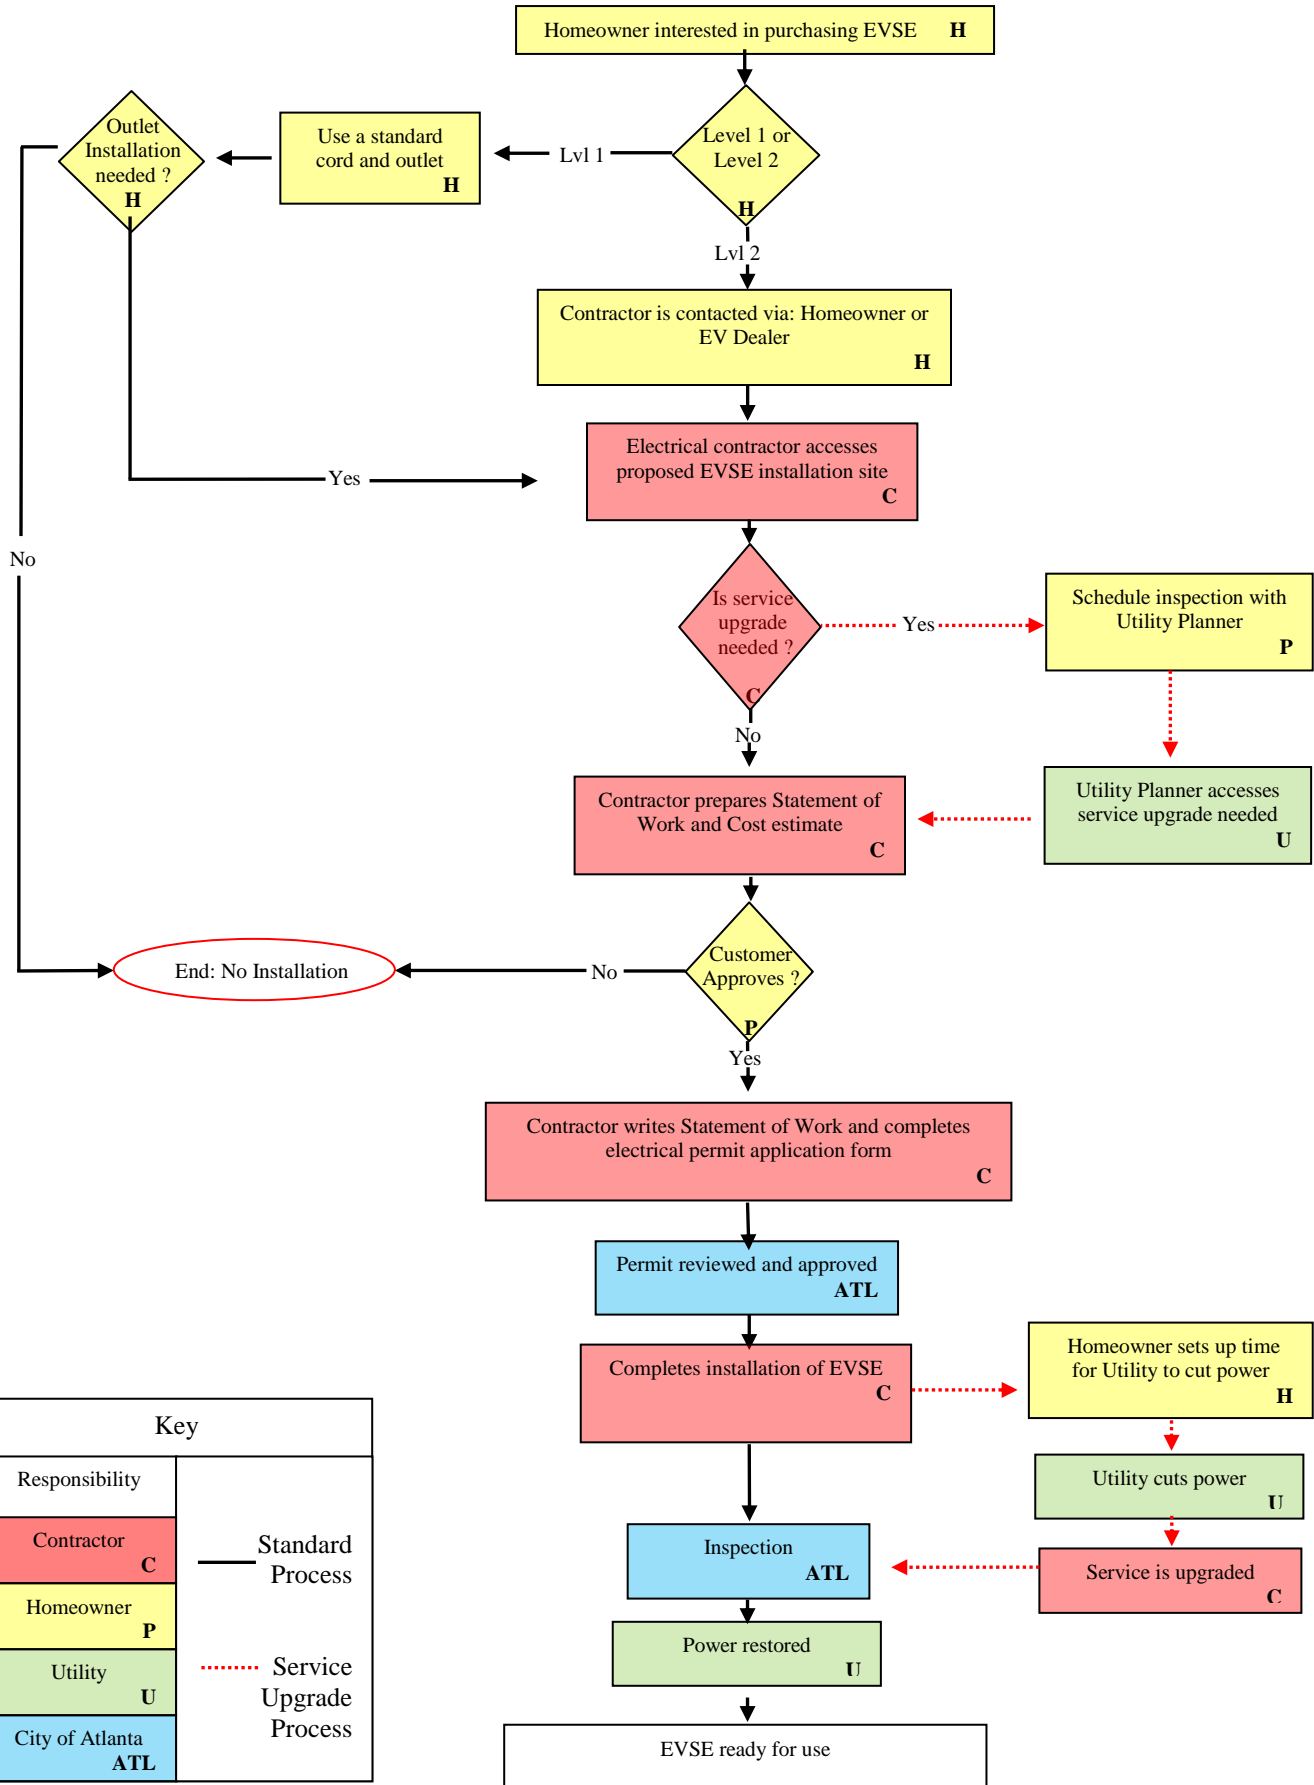 Homeowner interested in purchasing EVSE H
Level 1 or
Level 2
H
Lvl 1
Use a standard
cord and outlet
H
Outlet
Installation
needed ?
H
Lvl 2
Contractor is contacted via: Homeowner or
EV Dealer
H
Electrical contractor accesses
proposed EVSE installation site
C
Yes
No
Is service
upgrade
needed ?
C
Yes
Schedule inspection with
Utility Planner
P
No
Utility Planner accesses
service upgrade needed
U
Contractor prepares Statement of
Work and Cost estimate
C
Customer
Approves ?
P
No
End: No Installation
Yes
Contractor writes Statement of Work and completes
electrical permit application form
C
Permit reviewed and approved
ATL
Completes installation of EVSE
C
Homeowner sets up time
for Utility to cut power
H
Utility cuts power
U
Service is upgraded
C
Inspection
ATL
Power restored
U
EVSE ready for use
Key
Responsibility
Contractor
C
Homeowner
P
Utility
U
City of Atlanta
ATL
Standard
Process
Service
Upgrade
Process